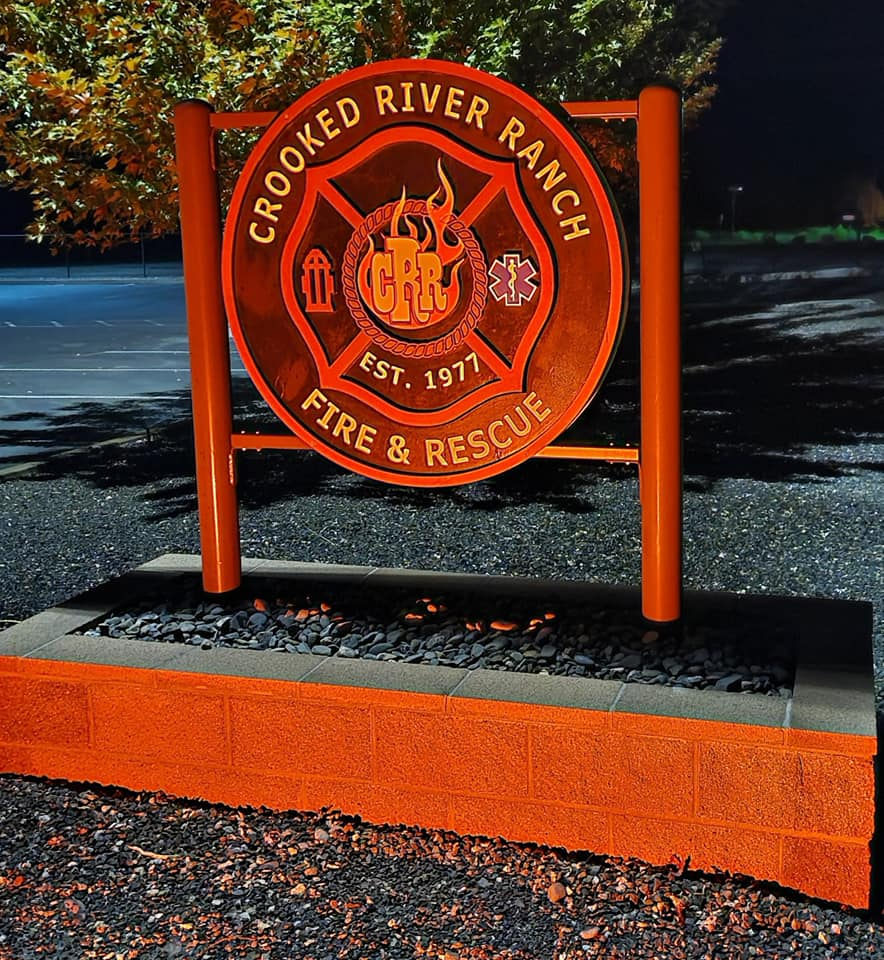 CROOKED RIVER RANCH
CRR
EST. 1977
FIRE & RESCUE